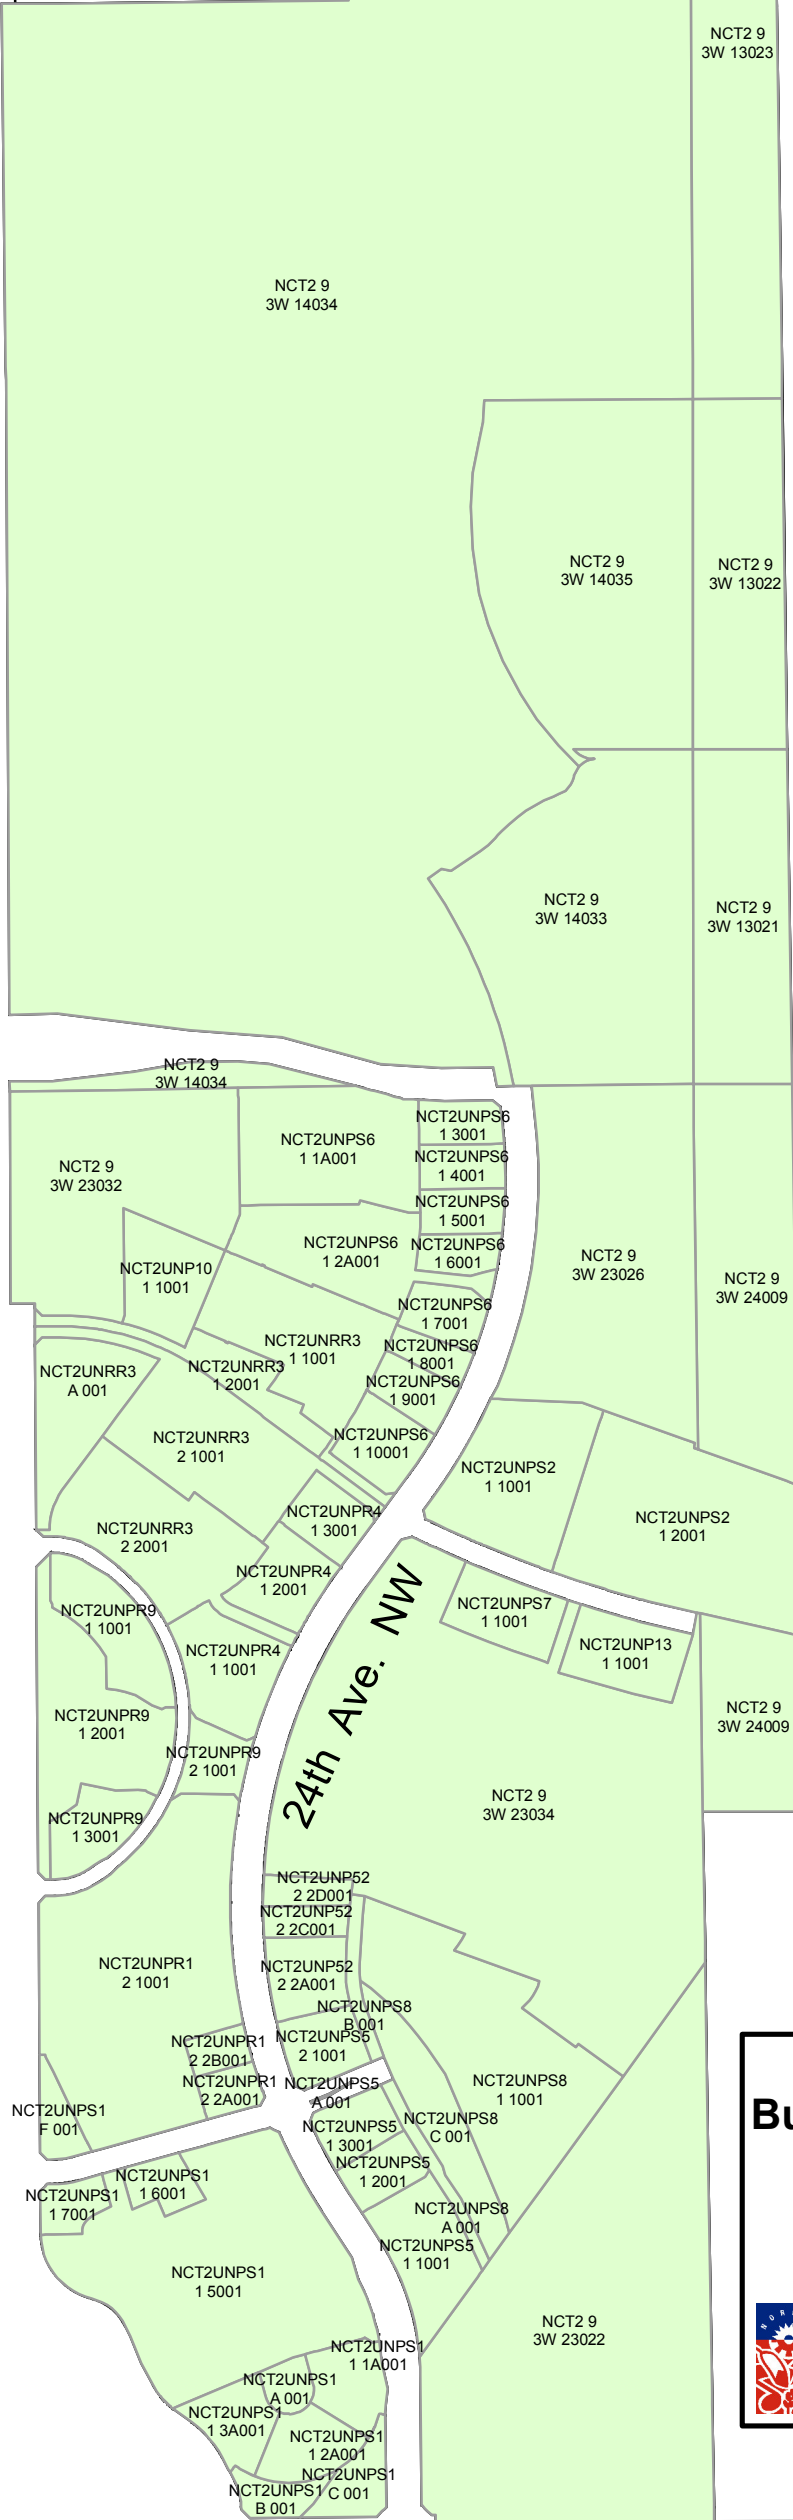 NCT2 9
3W 13023
NCT2 9
3W 14034
NCT2 9
3W 14035
NCT2 9
3W 13022
NCT2 9
3W 14033
NCT2 9
3W 13021
NCT2 9
3W 14034
NCT2UNPS6
1 3001
NCT2UNPS6
1 1A001
NCT2UNPS6
1 4001
NCT2 9
3W 23032
NCT2UNPS6
1 5001
NCT2UNPS6
1 2A001
NCT2UNPS6
1 6001
NCT2 9
3W 23026
NCT2UNP10
1 1001
NCT2 9
3W 24009
NCT2UNPS6
1 7001
NCT2UNRR3
1 1001
NCT2UNPS6
1 8001
NCT2UNRR3
A 001
NCT2UNRR3
1 2001
NCT2UNPS6
1 9001
NCT2UNRR3
2 1001
NCT2UNPS6
1 10001
NCT2UNPS2
1 1001
NCT2UNPR4
1 3001
NCT2UNPS2
1 2001
NCT2UNRR3
2 2001
NCT2UNPR4
1 2001
NCT2UNPR9
1 1001
NCT2UNPS7
1 1001
NCT2UNPR4
1 1001
NCT2UNP13
1 1001
24th Ave. NW
NCT2UNPR9
1 2001
NCT2 9
3W 24009
NCT2UNPR9
2 1001
NCT2 9
3W 23034
NCT2UNPR9
1 3001
NCT2UNP52
2 2D001
NCT2UNP52
2 2C001
NCT2UNPR1
2 1001
NCT2UNP52
2 2A001
NCT2UNPS8
B 001
NCT2UNPR1
2 2B001
NCT2UNPS5
2 1001
NCT2UNPR1
2 2A001
NCT2UNPS5
A 001
NCT2UNPS8
1 1001
NCT2UNPS1
F 001
NCT2UNPS8
C 001
NCT2UNPS5
1 3001
Bu
NCT2UNPS1
1 6001
NCT2UNPS5
1 2001
NCT2UNPS1
1 7001
NCT2UNPS8
A 001
NCT2UNPS5
1 1001
NCT2UNPS1
1 5001
NCT2 9
3W 23022
NOR
NCT2UNPS1
1 1A001
NCT2UNPS1
A 001
NCT2UNPS1
1 3A001
NCT2UNPS1
1 2A001
NCT2UNPS1
C 001
NCT2UNPS1
B 001